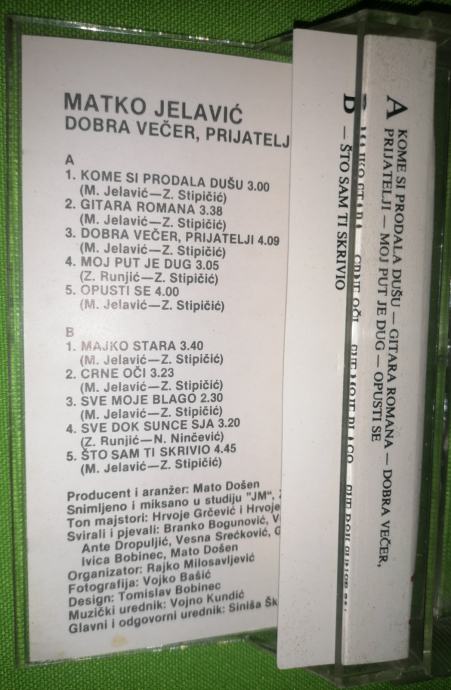 MATKO JELAVIĆ
DOBRA VEČER, PRIJATELJ
A
1. KOME SI PRODALA DUŠU 3.00
(M. Jelavić—Z. Stipičić)
2. GITARA ROMANA 3.38
(M. Jelavić—Z. Stipičić)
3. DOBRA VEČER, PRIJATELJI 4.09
(M. Jelavić—Z. Stipičić)
4. MOJ PUT JE DUG 3.05
(Z. Runjić—Z. Stipičić)
5. OPUSTI SE 4.00
(M. Jelavić—Z. Stipičić)
B
1. MAJKO STARA 3.40
(M. Jelavić—Z. Stipičić)
2. CRNE OČI 3.23
(M. Jelavić—Z. Stipičić)
3. SVE MOJE BLAGO 2.30
(M. Jelavić—Z. Stipičić)
4. SVE DOK SUNCE SJA 3.20
(Z. Runjić—N. Ninčević)
5. ŠTO SAM TI SKRIVIO 4.45
(M. Jelavić—Z. Stipičić)
Producent i aranžer: Mato Došen
Snimljeno i miksano u studiju "JM",
Ton majstori: Hrvoje Grčević i Hrvoje
Svirali i pjevali: Branko Bogunović,
Ante Dropuljić, Vesna Srećković,
Ivica Bobinec, Mato Došen
Organizator: Rajko Milosavljević
Fotografija: Vojko Bašić
Design: Tomislav Bobinec
Muzički urednik: Vojno Kundić
Glavni i odgovorni urednik: Siniša
A
KOME SI PRODALA DUŠU — GITARA ROMANA — DOBRA VEČER,
PRIJATELJI — MOJ PUT JE DUG — OPUSTI SE
— ŠTO SAM TI SKRIVIO